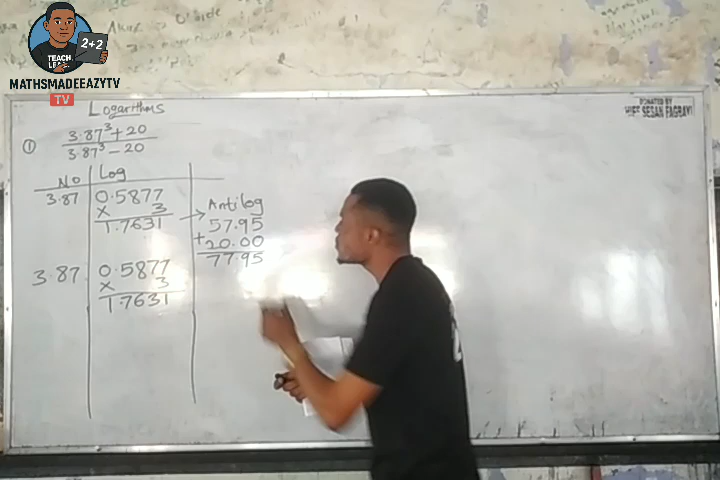 TEACH.
2+2
MATHSMADEEAZYTV
TV
DONATED BY
HIFF SESAN FAGBAYI
Logarithms
① 3.87³ + 20
3.87³ - 20
No Log
3.87 0.5877
× 3
1.7631 → Antilog
57.95
+ 20.00
77.95
3.87 0.5877
× 3
1.7631